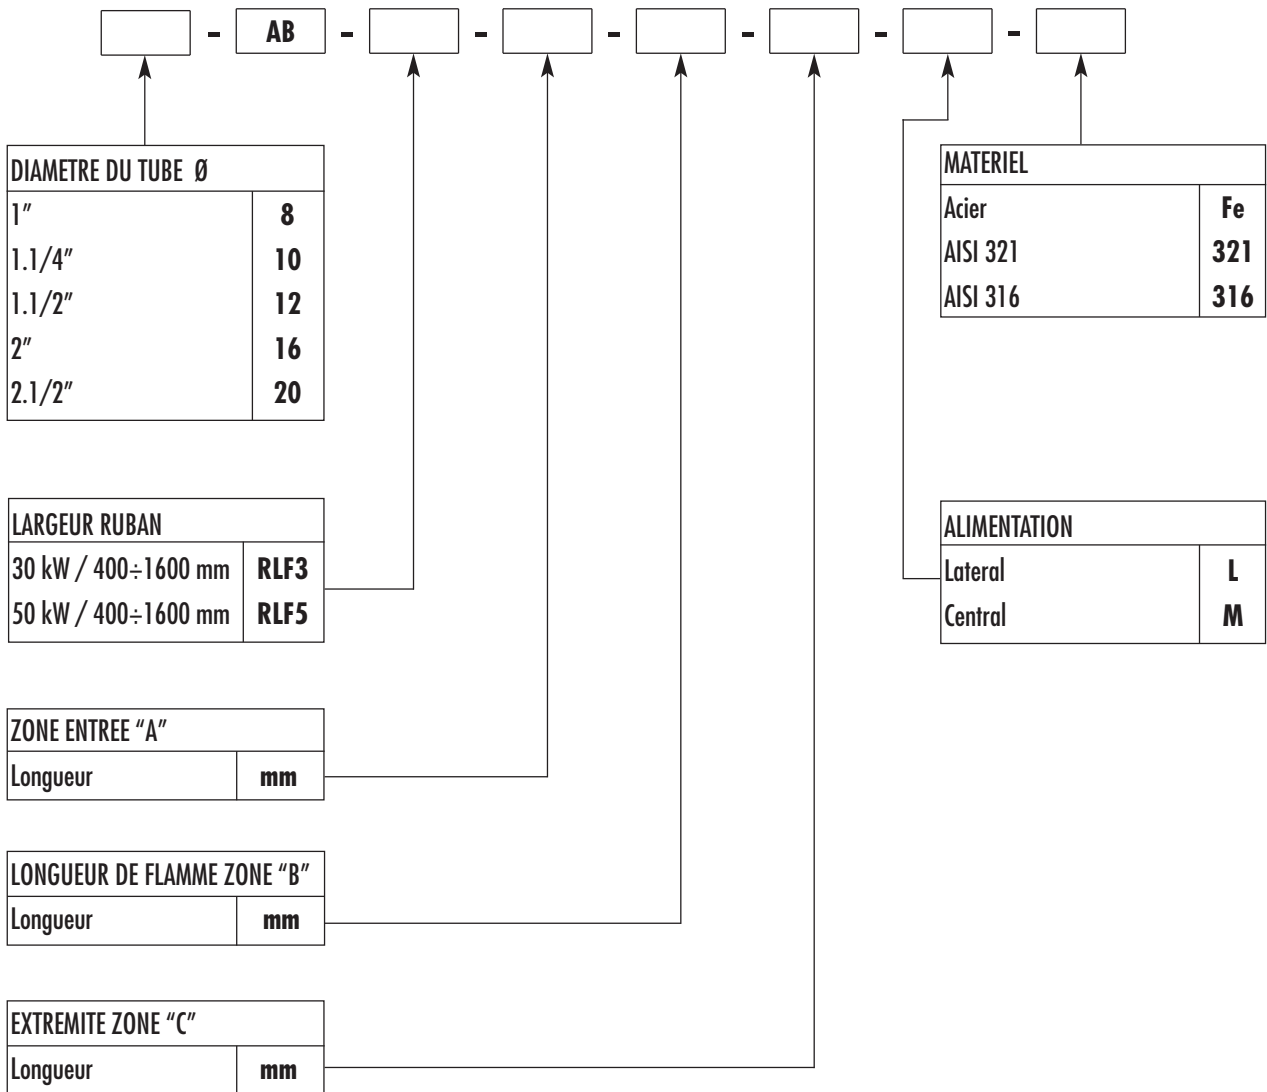 - AB - - - - - -
DIAMETRE DU TUBE Ø
1” 8
1.1/4” 10
1.1/2” 12
2” 16
2.1/2” 20
MATERIEL
Acier Fe
AISI 321 321
AISI 316 316
LARGEUR RUBAN
30 kW / 400÷1600 mm RLF3
50 kW / 400÷1600 mm RLF5
ALIMENTATION
Lateral L
Central M
ZONE ENTREE “A”
Longueur mm
LONGUEUR DE FLAMME ZONE “B”
Longueur mm
EXTREMITE ZONE “C”
Longueur mm